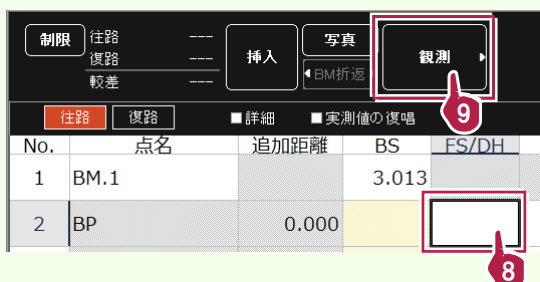 制限 往路 ---
復路 ---
較差 ---
挿入
写真
◀BM折返
観測 ▶
9
往路 復路 ■詳細 ■実測値の復唱
No. 点名 追加距離 BS FS/DH
1 BM.1 3.013
2 BP 0.000
8